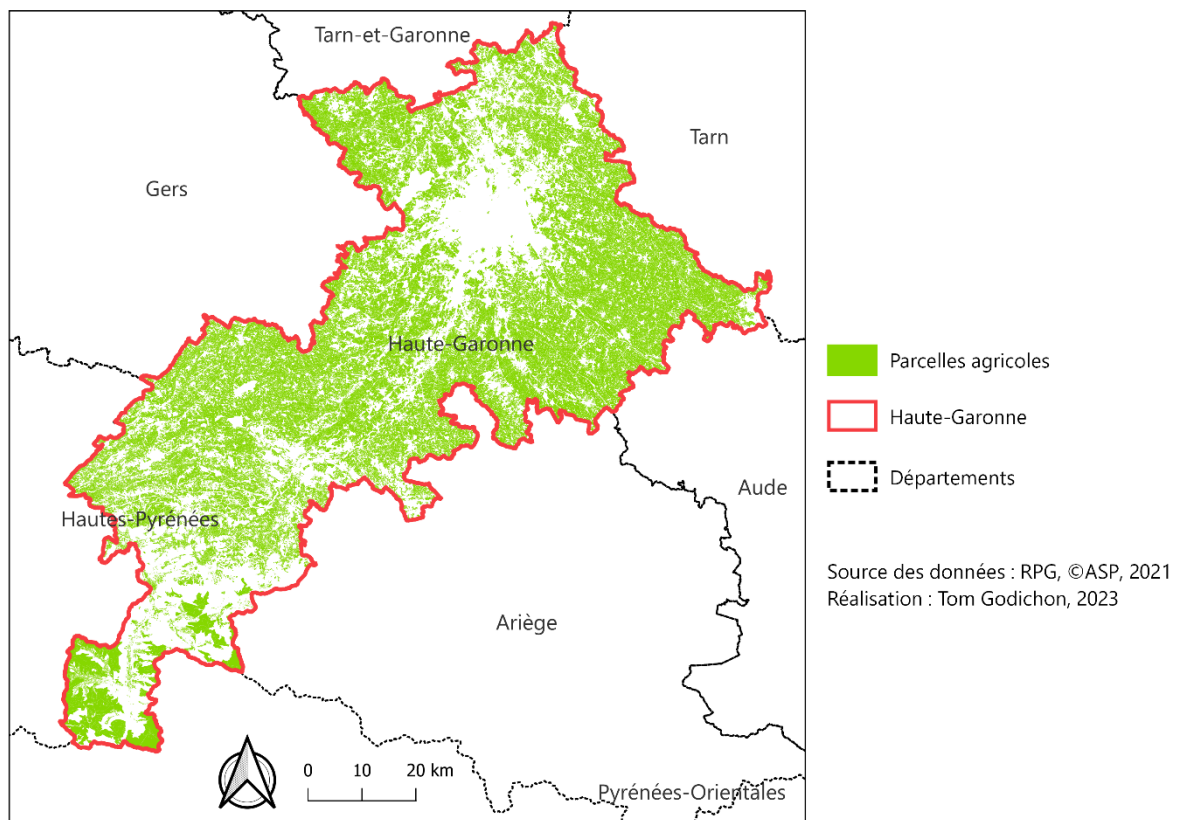 Tarn-et-Garonne
Tarn
Gers
Haute-Garonne
Aude
Hautes-Pyrénées
Ariège
Pyrénées-Orientales
0 10 20 km
Parcelles agricoles
Haute-Garonne
Départements
Source des données : RPG, ©ASP, 2021
Réalisation : Tom Godichon, 2023